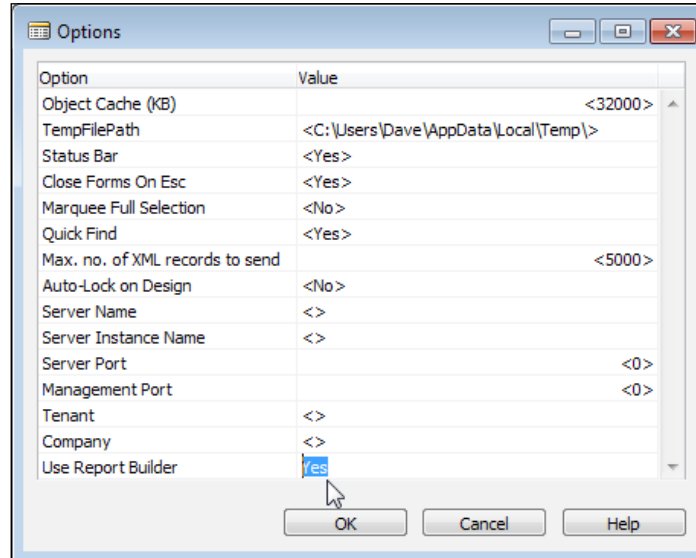 Options
Option Value
Object Cache (KB) <32000>
TempFilePath <C:\Users\Dave\AppData\Local\Temp\>
Status Bar <Yes>
Close Forms On Esc <Yes>
Marquee Full Selection <No>
Quick Find <Yes>
Max. no. of XML records to send <5000>
Auto-Lock on Design <No>
Server Name <>
Server Instance Name <>
Server Port <0>
Management Port <0>
Tenant <>
Company <>
Use Report Builder Yes
OK Cancel Help